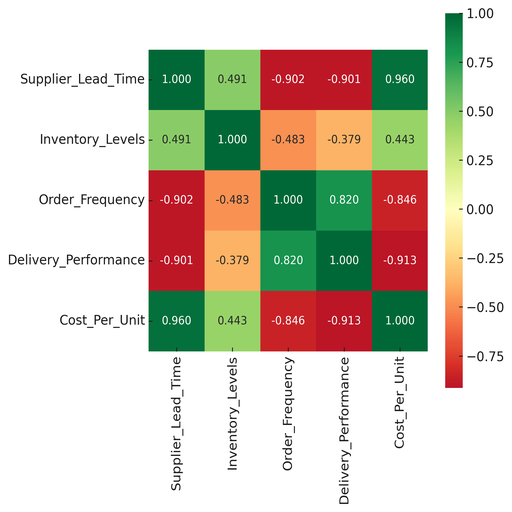 1.00
Supplier_Lead_Time 1.000 0.491 -0.902 -0.901 0.960 0.75
Inventory_Levels 0.491 1.000 -0.483 -0.379 0.443 0.50
0.25
Order_Frequency -0.902 -0.483 1.000 0.820 -0.846 0.00
Delivery_Performance -0.901 -0.379 0.820 1.000 -0.913 −0.25
Cost_Per_Unit 0.960 0.443 -0.846 -0.913 1.000 −0.50
−0.75
Supplier_Lead_Time
Inventory_Levels
Order_Frequency
Delivery_Performance
Cost_Per_Unit